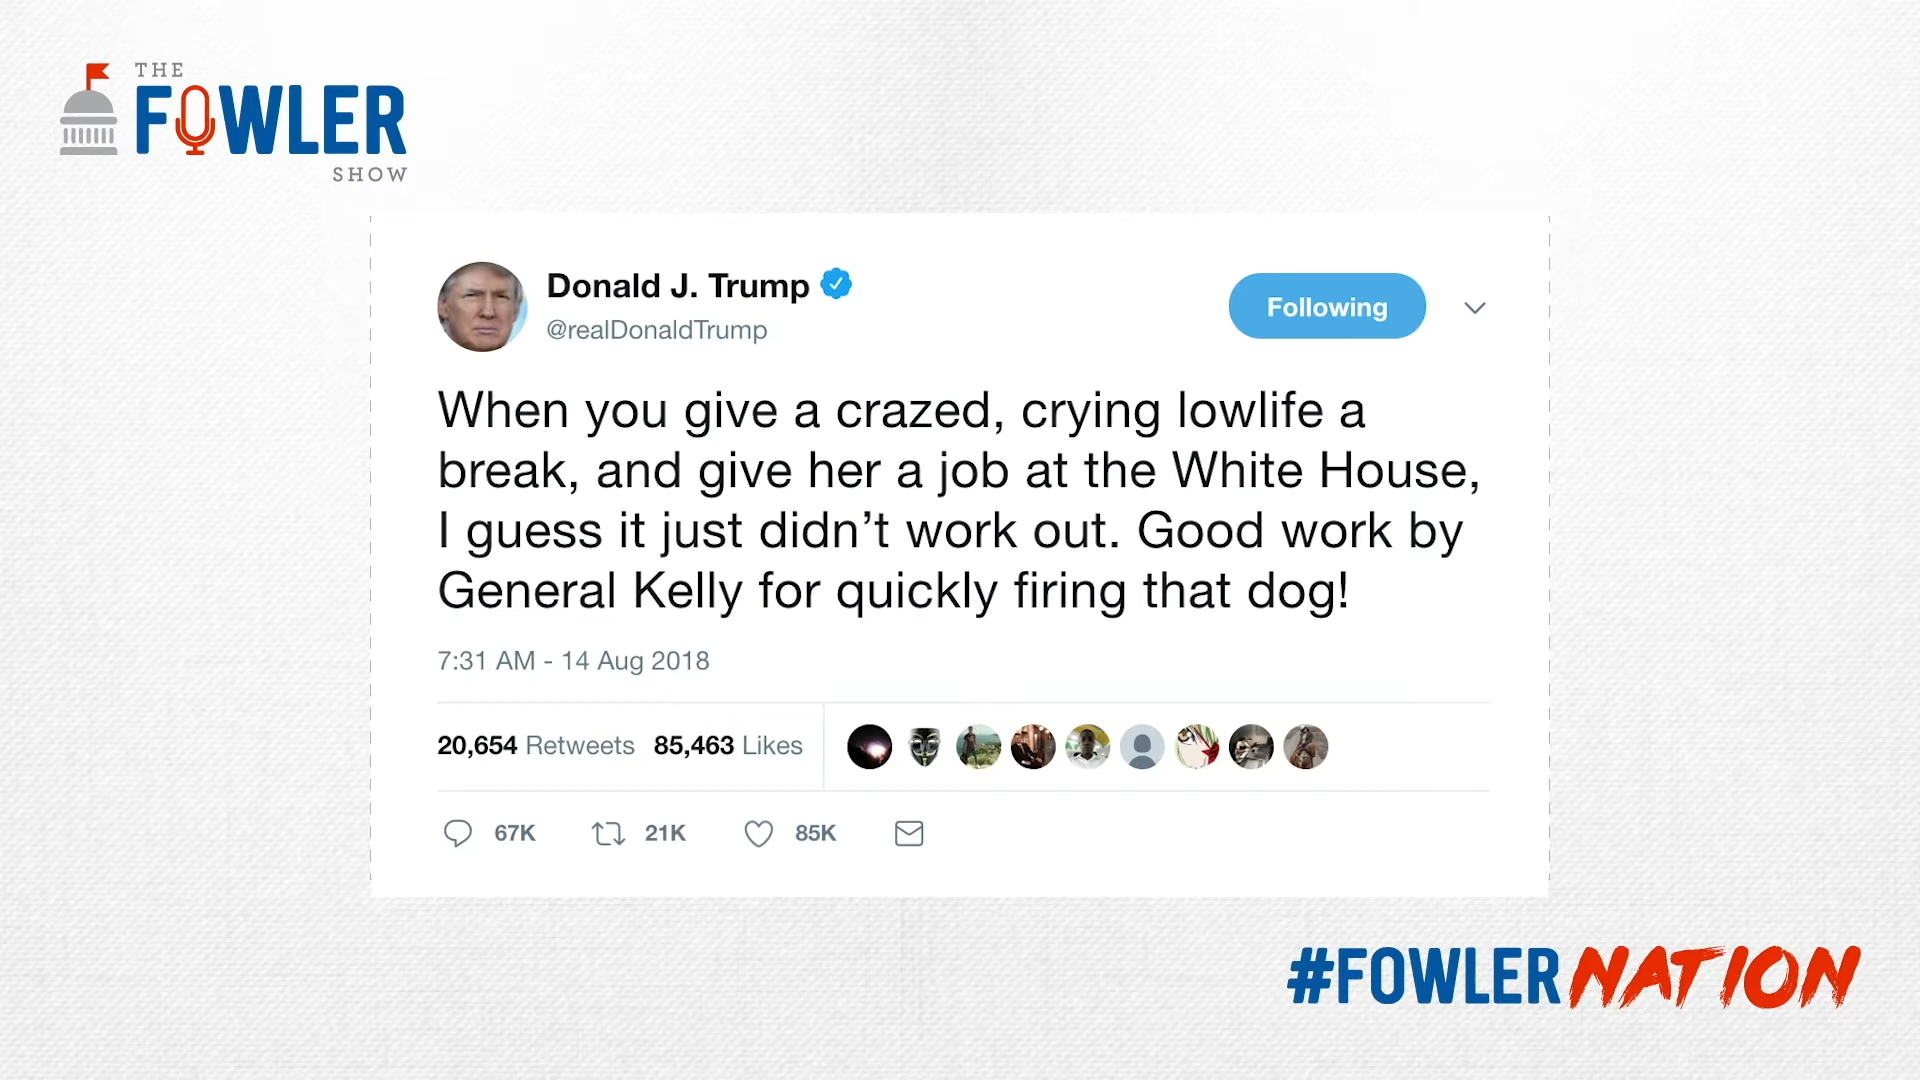 THE
FOWLER
SHOW
Donald J. Trump
@realDonaldTrump
Following
When you give a crazed, crying lowlife a
break, and give her a job at the White House,
I guess it just didn’t work out. Good work by
General Kelly for quickly firing that dog!
7:31 AM - 14 Aug 2018
20,654 Retweets 85,463 Likes
67K 21K 85K
#FOWLERNATION